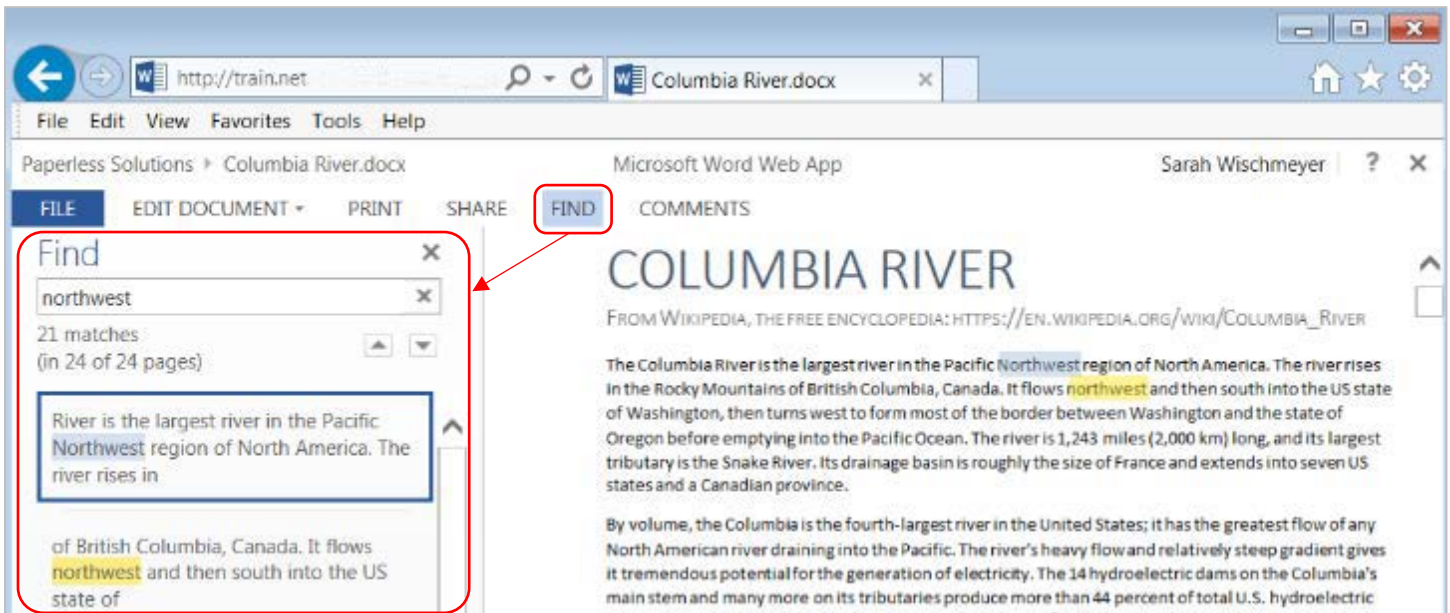 http://train.net
Columbia River.docx
File Edit View Favorites Tools Help
Paperless Solutions Columbia River.docx Microsoft Word Web App Sarah Wischmeyer ?
FILE EDIT DOCUMENT PRINT SHARE FIND COMMENTS
Find
northwest
21 matches
(in 24 of 24 pages)
River is the largest river in the Pacific
Northwest region of North America. The
river rises in
of British Columbia, Canada. It flows
northwest and then south into the US
state of
COLUMBIA RIVER
FROM WIKIPEDIA, THE FREE ENCYCLOPEDIA: HTTPS://EN.WIKIPEDIA.ORG/WIKI/COLUMBIA_RIVER
The Columbia River is the largest river in the Pacific Northwest region of North America. The river rises
in the Rocky Mountains of British Columbia, Canada. It flows northwest and then south into the US state
of Washington, then turns west to form most of the border between Washington and the state of
Oregon before emptying into the Pacific Ocean. The river is 1,243 miles (2,000 km) long, and its largest
tributary is the Snake River. Its drainage basin is roughly the size of France and extends into seven US
states and a Canadian province.
By volume, the Columbia is the fourth-largest river in the United States; it has the greatest flow of any
North American river draining into the Pacific. The river's heavy flow and relatively steep gradient gives
it tremendous potential for the generation of electricity. The 14 hydroelectric dams on the Columbia's
main stem and many more on its tributaries produce more than 44 percent of total U.S. hydroelectric